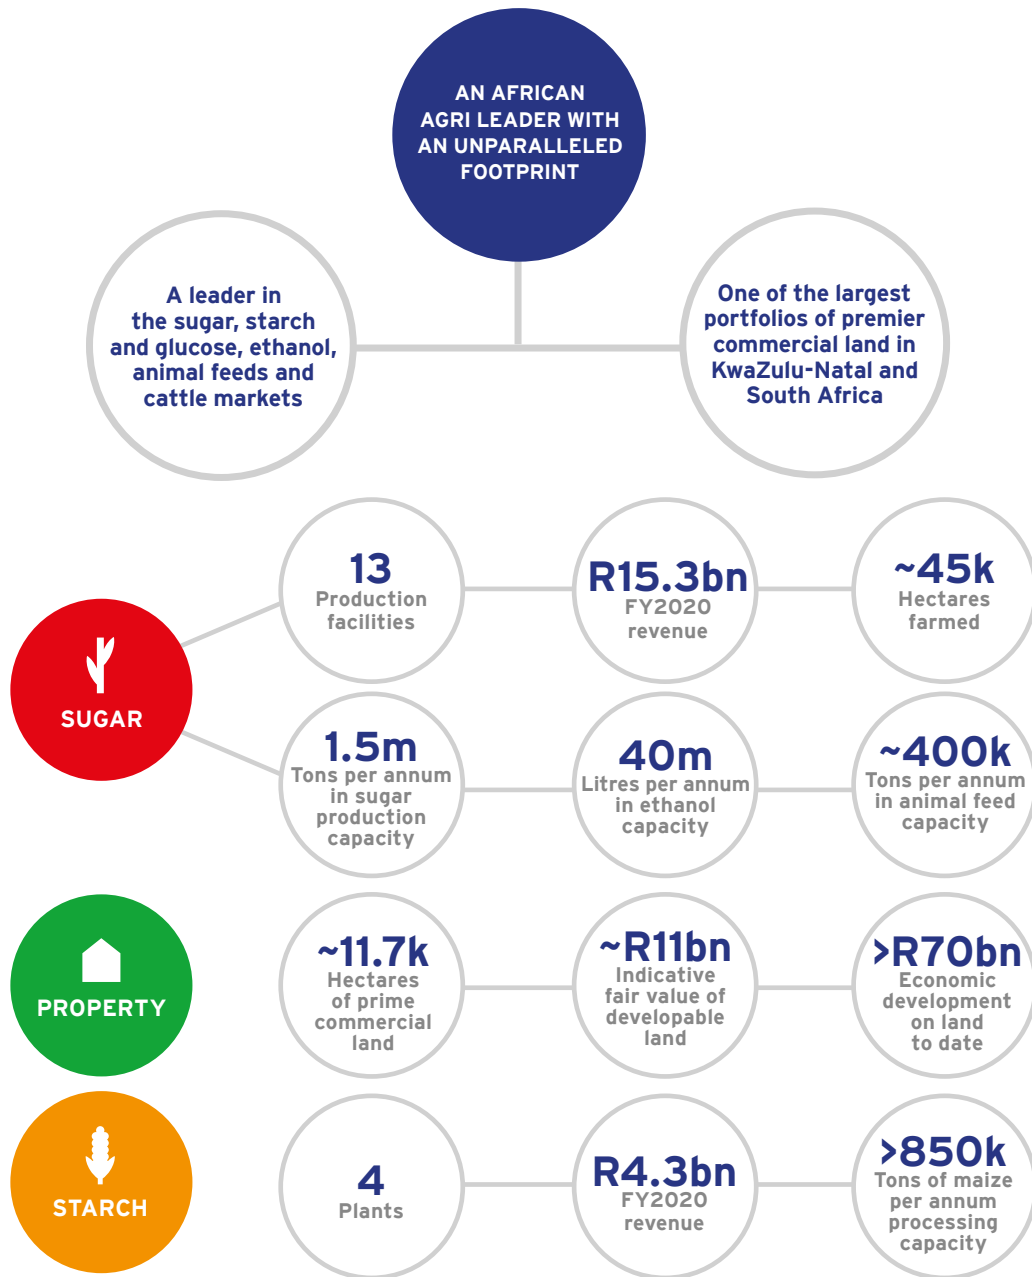 AN AFRICAN
AGRI LEADER WITH
AN UNPARALLELED
FOOTPRINT
A leader in
the sugar, starch
and glucose, ethanol,
animal feeds and
cattle markets
One of the largest
portfolios of premier
commercial land in
KwaZulu-Natal and
South Africa
SUGAR
13
Production
facilities
R15.3bn
FY2020
revenue
~45k
Hectares
farmed
1.5m
Tons per annum
in sugar
production
capacity
40m
Litres per annum
in ethanol
capacity
~400k
Tons per annum
in animal feed
capacity
PROPERTY
~11.7k
Hectares
of prime
commercial
land
~R11bn
Indicative
fair value of
developable
land
>R70bn
Economic
development
on land
to date
STARCH
4
Plants
R4.3bn
FY2020
revenue
>850k
Tons of maize
per annum
processing
capacity